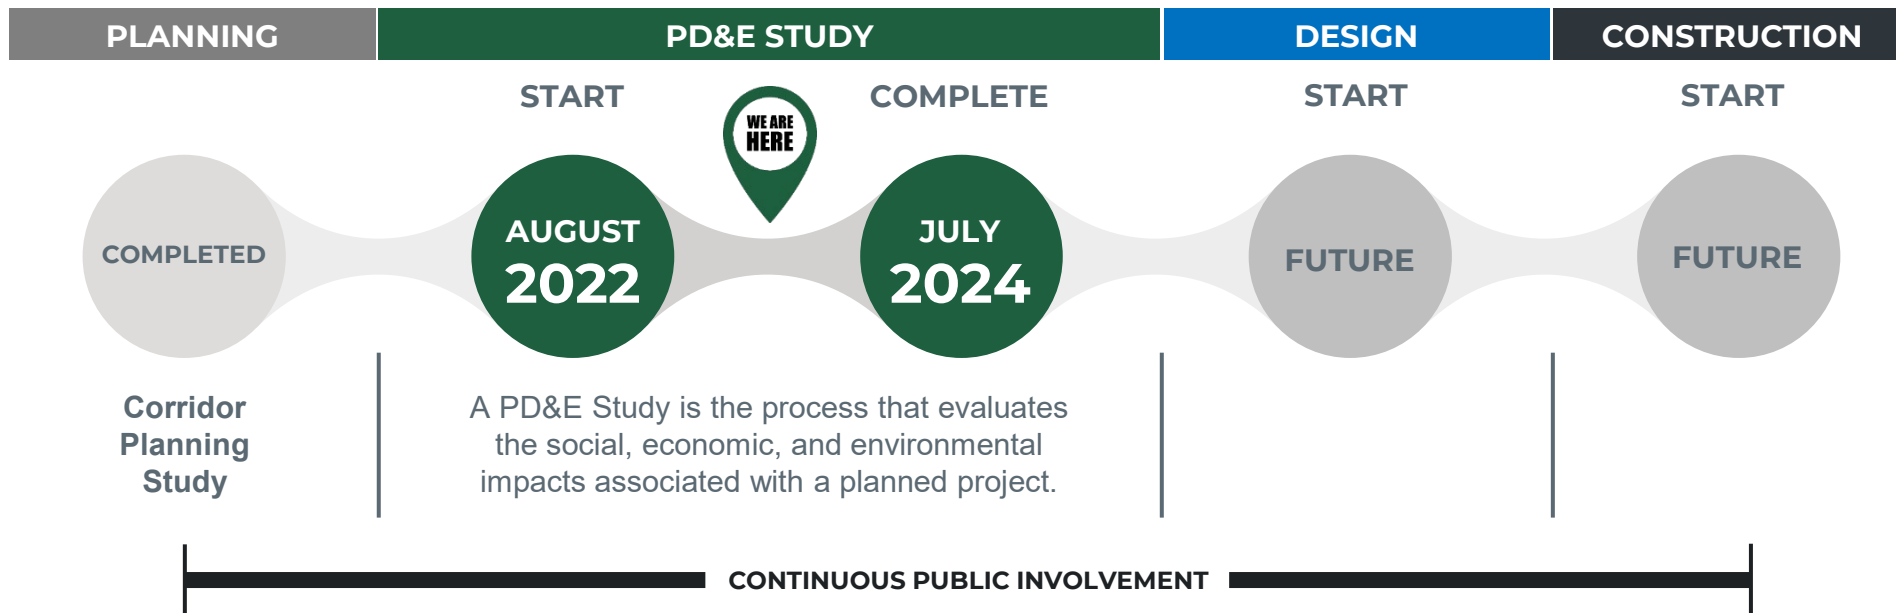 PLANNING
PD&E STUDY
DESIGN
CONSTRUCTION
START
COMPLETE
START
START
WE ARE
HERE
COMPLETED
AUGUST
2022
JULY
2024
FUTURE
FUTURE
Corridor
Planning
Study
A PD&E Study is the process that evaluates
the social, economic, and environmental
impacts associated with a planned project.
CONTINUOUS PUBLIC INVOLVEMENT